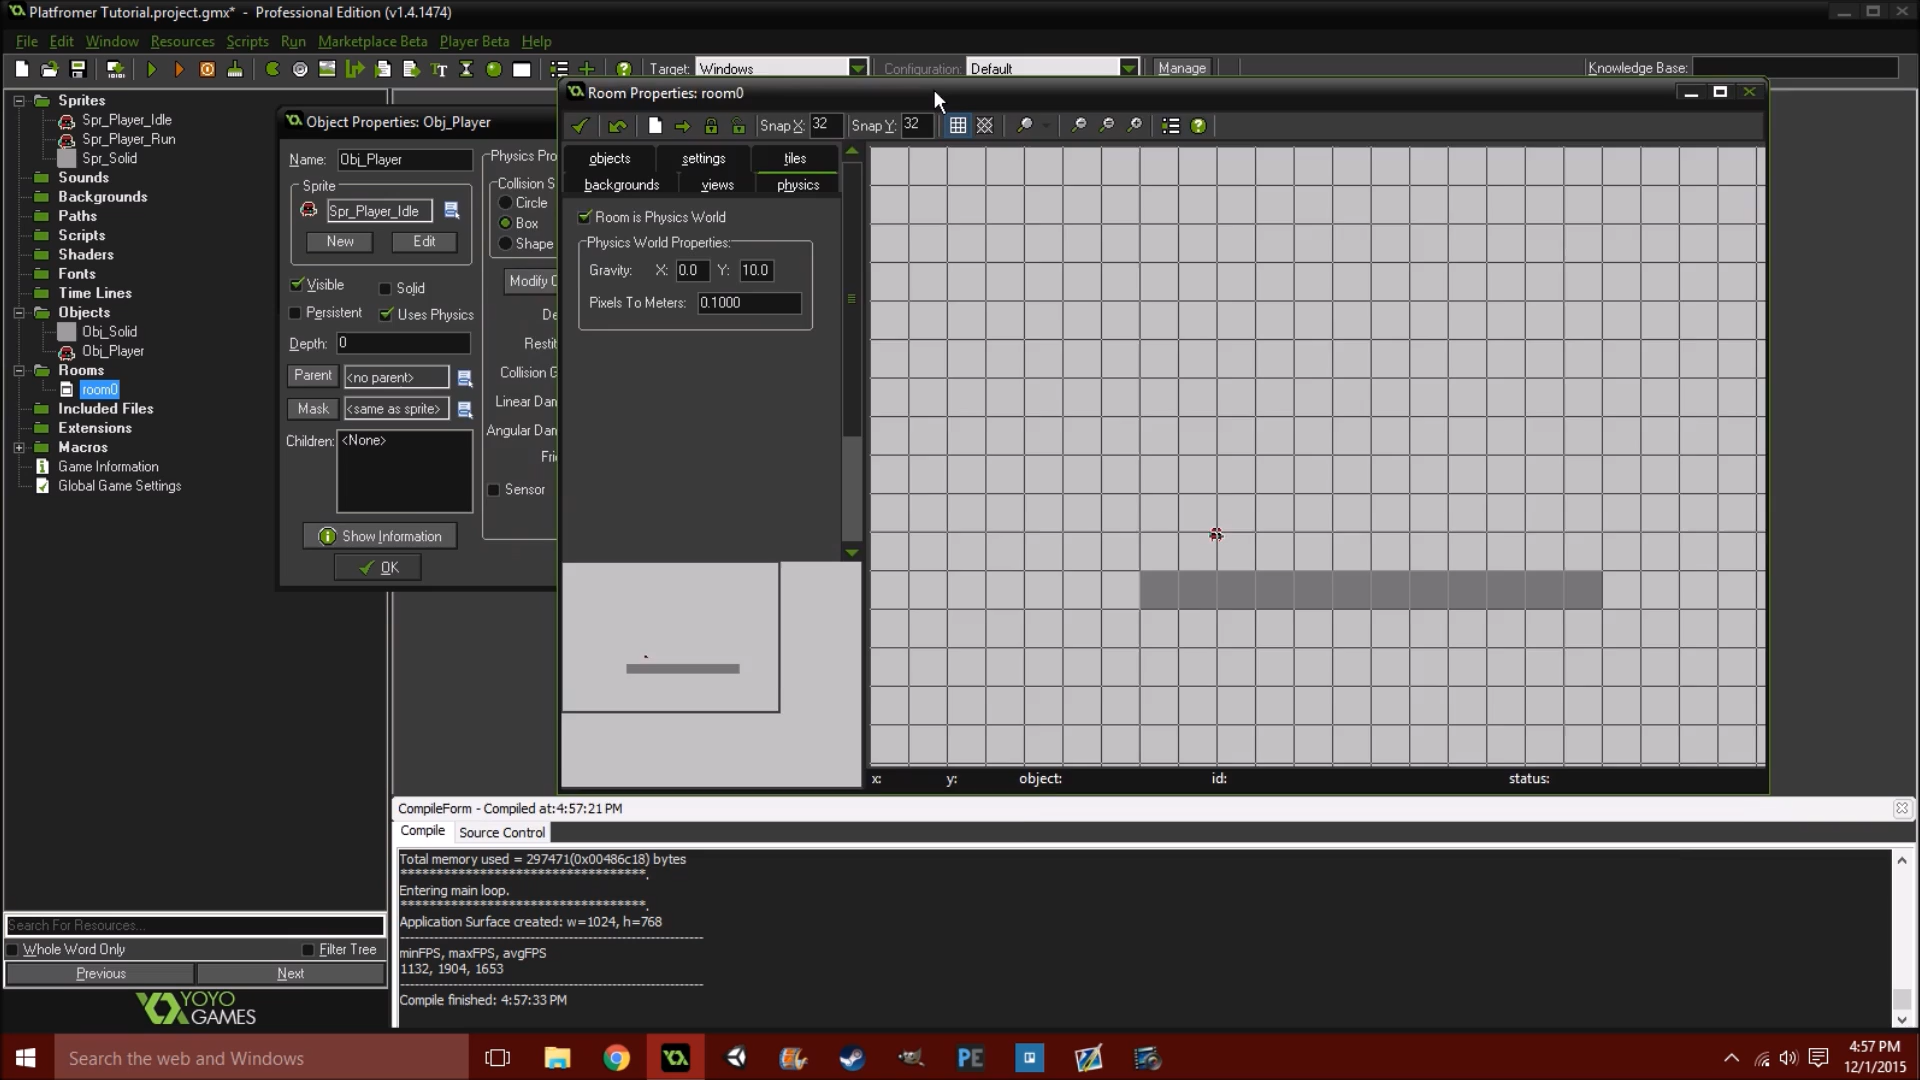 Platfromer Tutorial.project.gmx* - Professional Edition (v1.4.1474)
File Edit Window Resources Scripts Run Marketplace Beta Player Beta Help
Target: Windows Configuration: Default Manage Knowledge Base:
Sprites
Spr_Player_Idle
Spr_Player_Run
Spr_Solid
Sounds
Backgrounds
Paths
Scripts
Shaders
Fonts
Time Lines
Objects
Obj_Solid
Obj_Player
Rooms
room0
Included Files
Extensions
Macros
Game Information
Global Game Settings
Search For Resources...
Whole Word Only Filter Tree
Previous Next
YOYO
GAMES
Object Properties: Obj_Player
Name: Obj_Player
Sprite
Spr_Player_Idle
New Edit
Visible Solid
Persistent Uses Physics
Depth: 0
Parent <no parent>
Mask <same as sprite>
Children: <None>
Show Information
OK
Physics Pro
Collision S
Circle
Box
Shape
Modify C
De
Restit
Collision G
Linear Dan
Angular Dan
Fri
Sensor
Room Properties: room0
Snap X: 32 Snap Y: 32
objects settings tiles
backgrounds views physics
Room is Physics World
Physics World Properties:
Gravity: X: 0.0 Y: 10.0
Pixels To Meters: 0.1000
x: y: object: id: status:
CompileForm - Compiled at:4:57:21 PM
Compile Source Control
Total memory used = 297471(0x00486c18) bytes
***********************************.
Entering main loop.
***********************************.
Application Surface created: w=1024, h=768
minFPS, maxFPS, avgFPS
1132, 1904, 1653
Compile finished: 4:57:33 PM
Search the web and Windows
PE
4:57 PM
12/1/2015